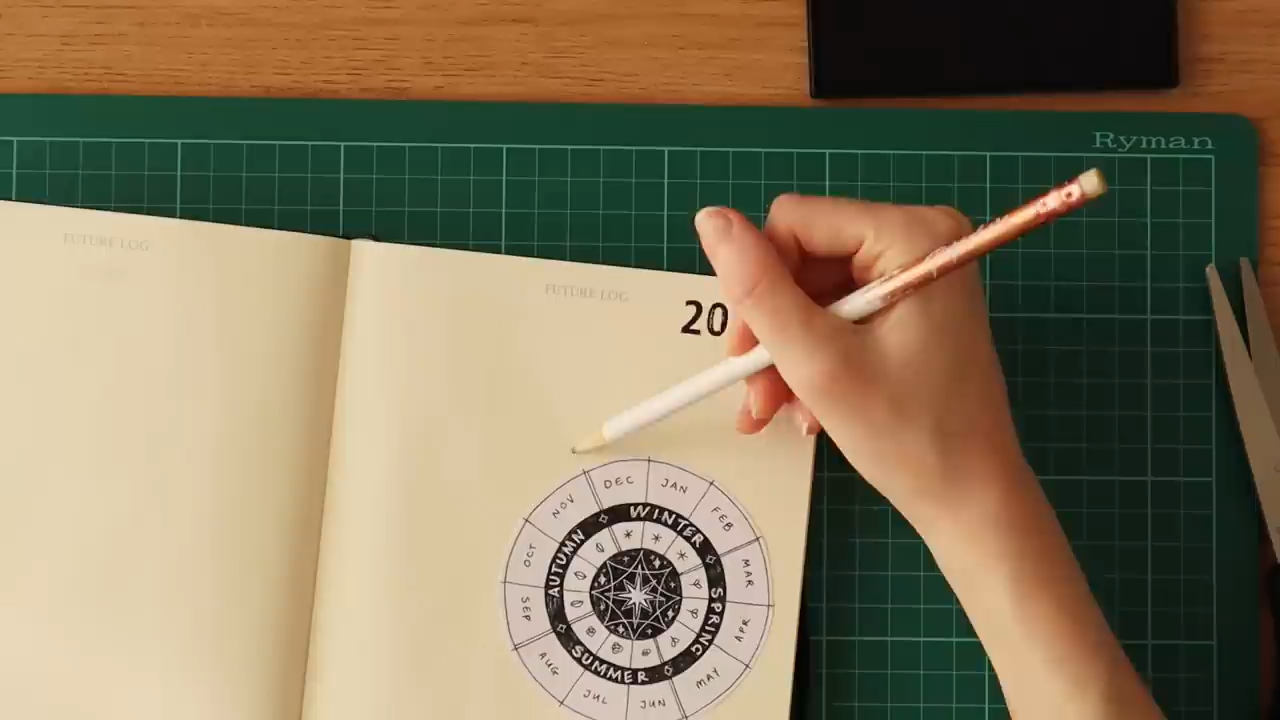 Ryman
FUTURE LOG
FUTURE LOG
20
DEC
JAN
FEB
MAR
APR
MAY
JUN
JUL
AUG
SEP
OCT
NOV
WINTER
SPRING
SUMMER
AUTUMN